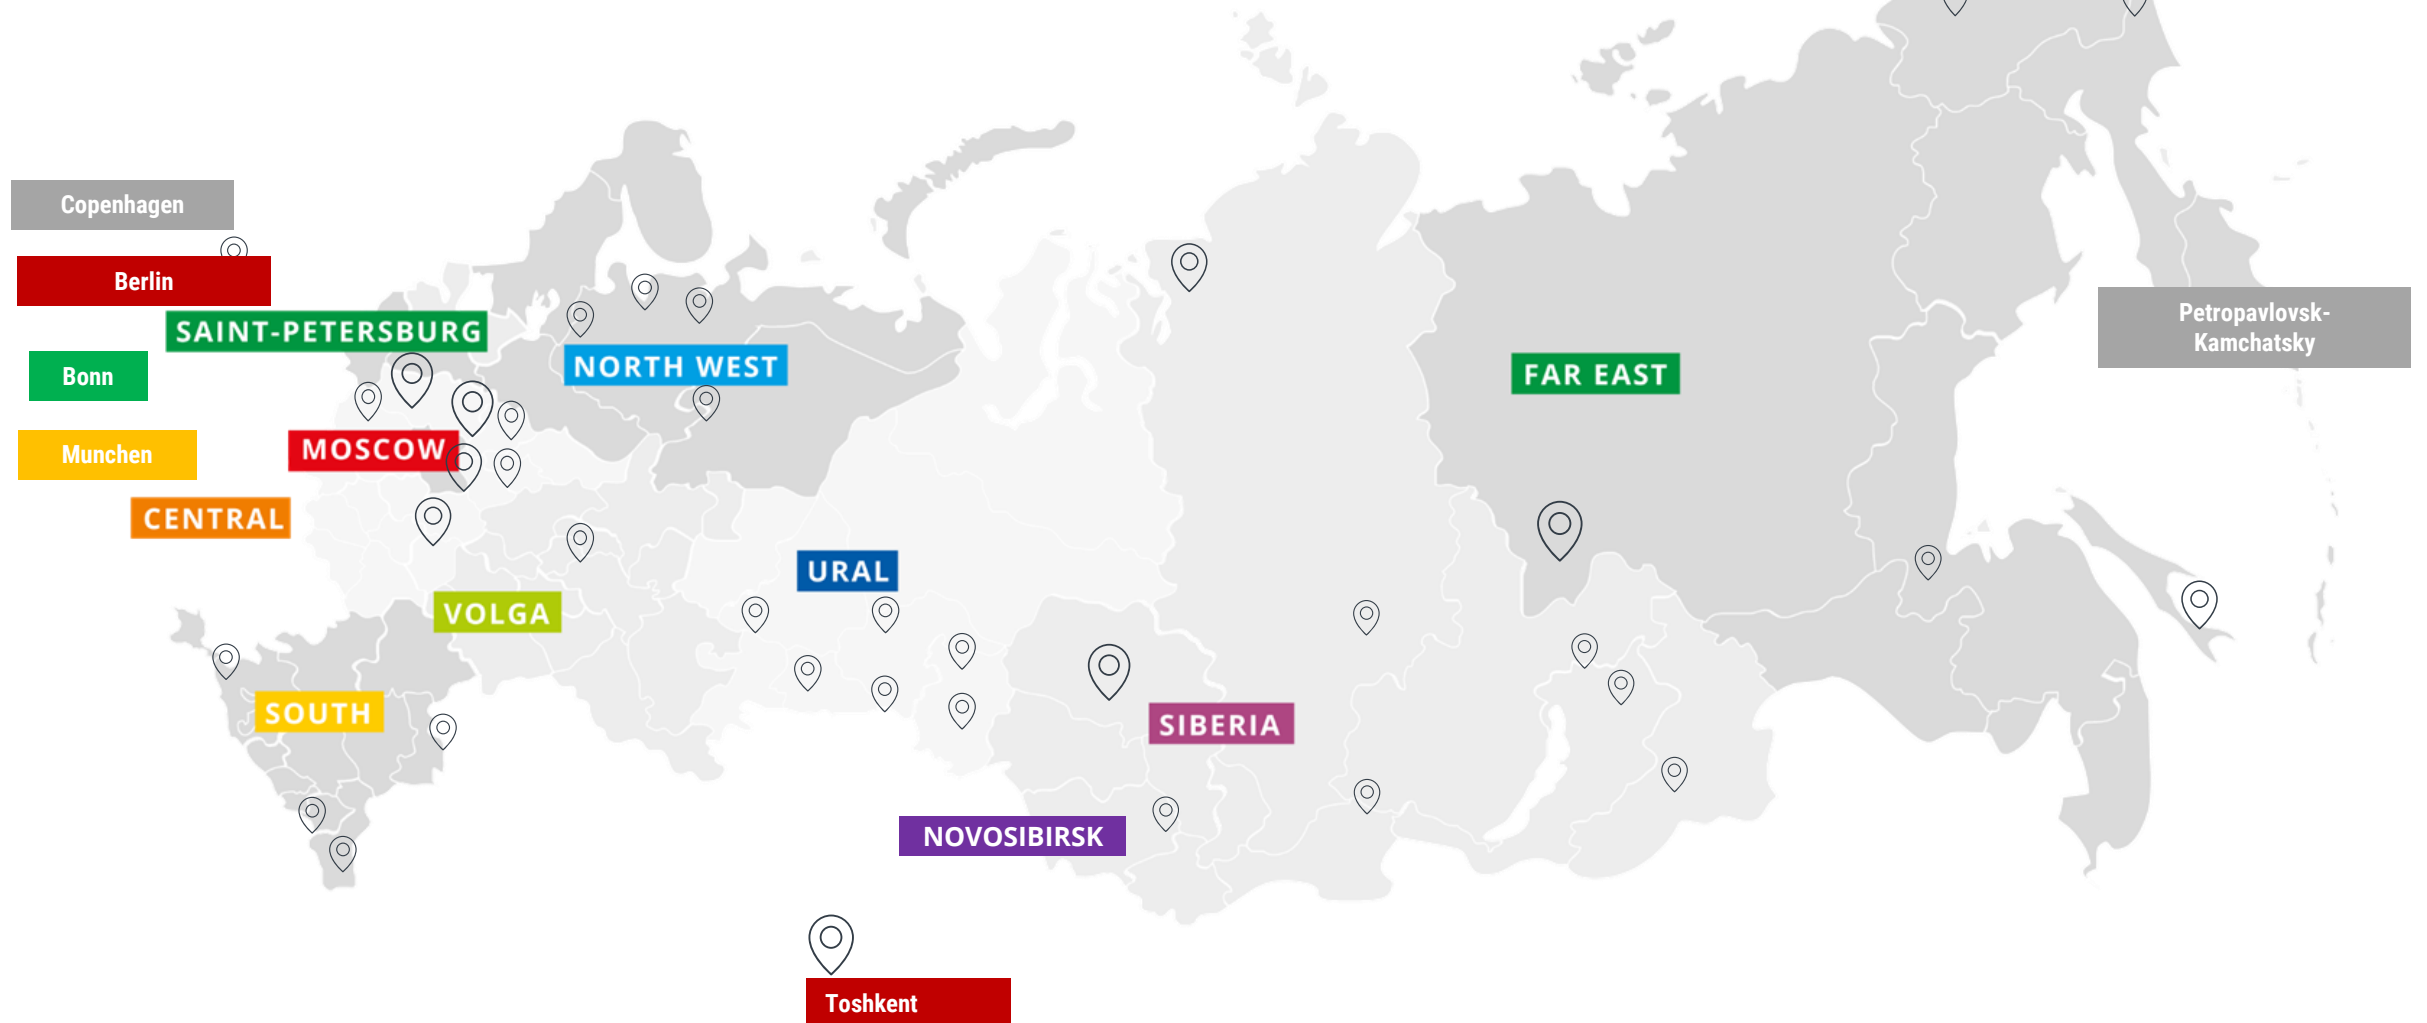 Copenhagen
Berlin
SAINT-PETERSBURG
Bonn
NORTH WEST
FAR EAST
Petropavlovsk-
Kamchatsky
Munchen
MOSCOW
CENTRAL
URAL
VOLGA
SOUTH
SIBERIA
NOVOSIBIRSK
Toshkent